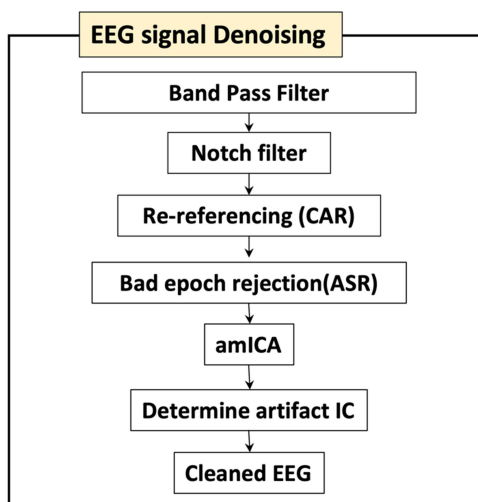 EEG signal Denoising
Band Pass Filter
Notch filter
Re-referencing (CAR)
Bad epoch rejection(ASR)
amICA
Determine artifact IC
Cleaned EEG